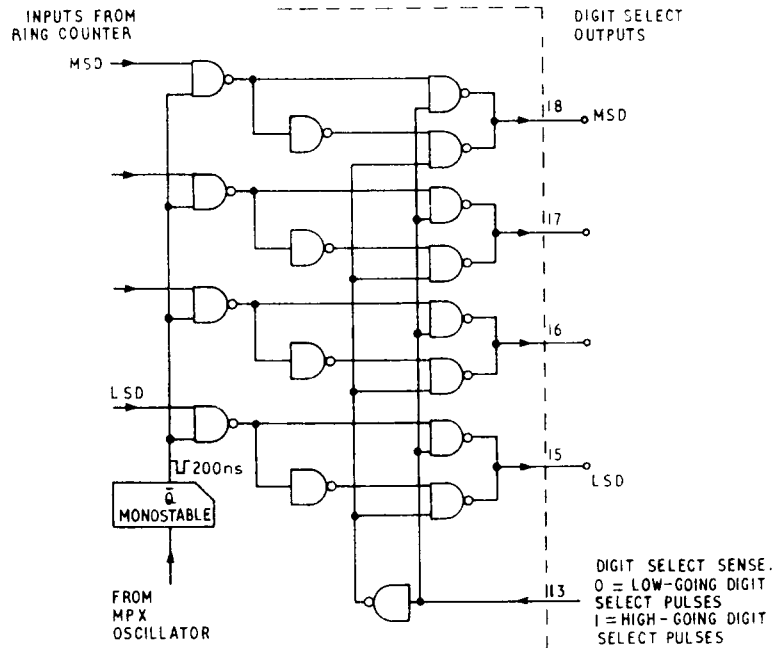 INPUTS FROM
RING COUNTER
DIGIT SELECT
OUTPUTS
MSD
18
MSD
17
16
LSD
15
LSD
200ns
Q̄
MONOSTABLE
FROM
MPX
OSCILLATOR
113
DIGIT SELECT SENSE.
0 = LOW-GOING DIGIT
SELECT PULSES
1 = HIGH-GOING DIGIT
SELECT PULSES